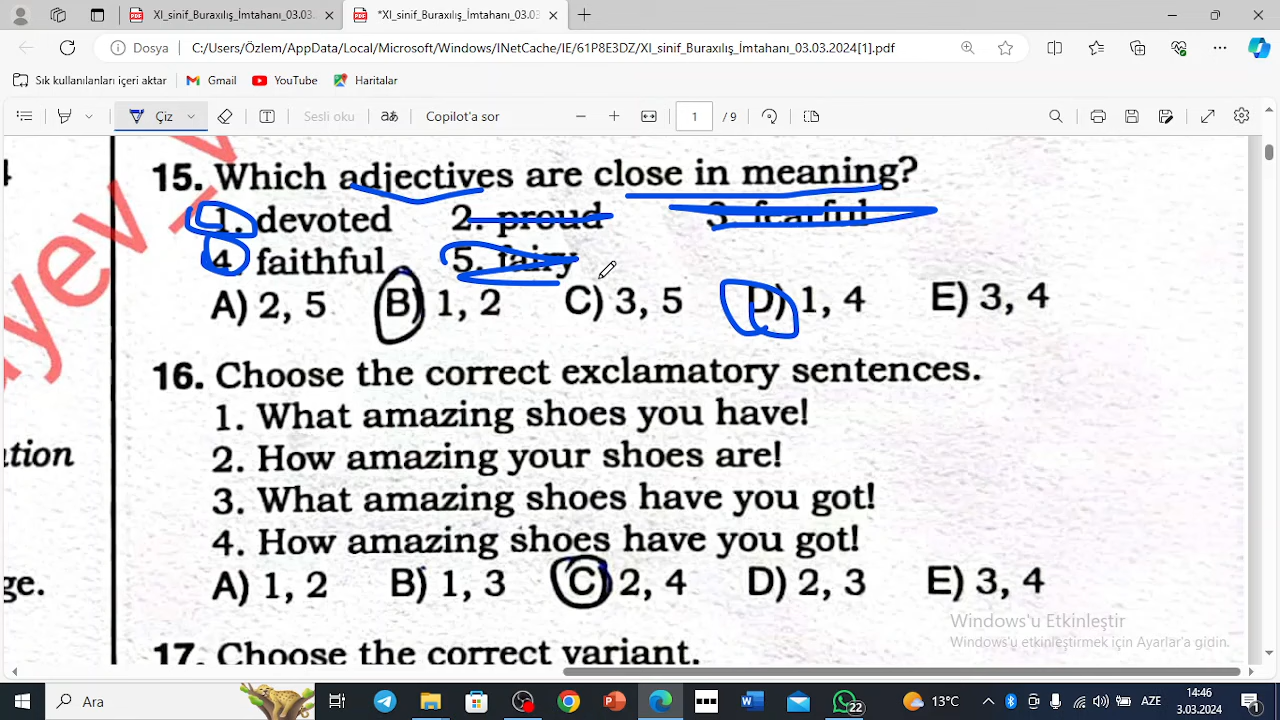 XI_sinif_Buraxılış_İmtahanı_03.03. *XI_sinif_Buraxılış_İmtahanı_03.03
Dosya C:/Users/Özlem/AppData/Local/Microsoft/Windows/INetCache/IE/61P8E3DZ/XI_sinif_Buraxılış_İmtahanı_03.03.2024[1].pdf
Sık kullanılanları içeri aktar Gmail YouTube Haritalar
Çiz Sesli oku aあ Copilot'a sor 1 / 9
15. Which adjectives are close in meaning?
1. devoted 2. proud 3. fearful
4. faithful 5. fairy
A) 2, 5 B) 1, 2 C) 3, 5 D) 1, 4 E) 3, 4
16. Choose the correct exclamatory sentences.
1. What amazing shoes you have!
ation 2. How amazing your shoes are!
3. What amazing shoes have you got!
4. How amazing shoes have you got!
ge. A) 1, 2 B) 1, 3 C) 2, 4 D) 2, 3 E) 3, 4
Windows'u Etkinleştir
Windows'u etkinleştirmek için Ayarlar'a gidin.
17. Choose the correct variant.
Ara 22 13°C AZE 14:46
3.03.2024 1